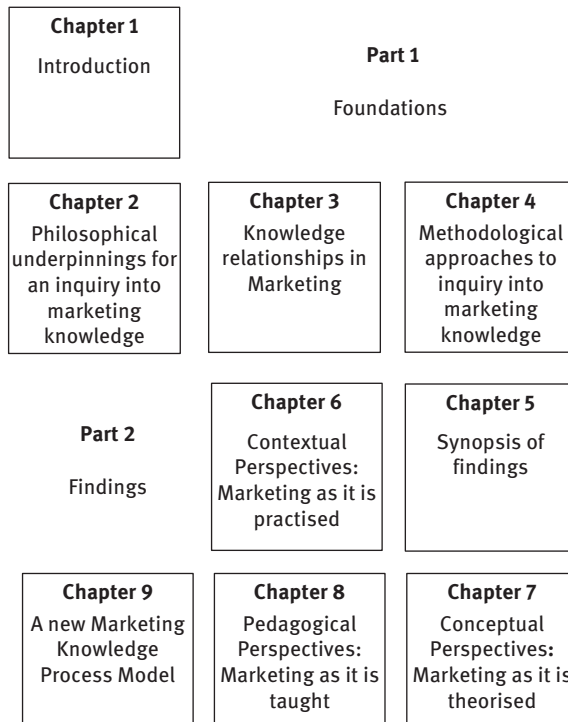 Chapter 1
Introduction
Part 1
Foundations
Chapter 2
Philosophical
underpinnings for
an inquiry into
marketing
knowledge
Chapter 3
Knowledge
relationships in
Marketing
Chapter 4
Methodological
approaches to
inquiry into
marketing
knowledge
Part 2
Findings
Chapter 6
Contextual
Perspectives:
Marketing as it is
practised
Chapter 5
Synopsis of
findings
Chapter 9
A new Marketing
Knowledge
Process Model
Chapter 8
Pedagogical
Perspectives:
Marketing as it is
taught
Chapter 7
Conceptual
Perspectives:
Marketing as it is
theorised